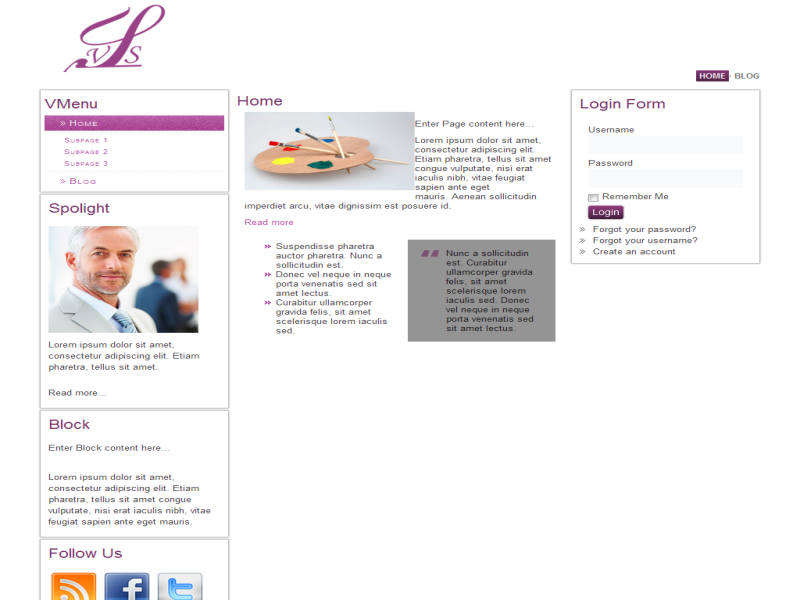 VLS
HOME BLOG
VMenu
» Home
Subpage 1
Subpage 2
Subpage 3
» Blog
Spolight
Lorem ipsum dolor sit amet,
consectetur adipiscing elit. Etiam
pharetra, tellus sit amet.
Read more...
Block
Enter Block content here...
Lorem ipsum dolor sit amet,
consectetur adipiscing elit. Etiam
pharetra, tellus sit amet congue
vulputate, nisi erat iaculis nibh, vitae
feugiat sapien ante eget mauris.
Follow Us
Home
Enter Page content here...
Lorem ipsum dolor sit amet,
consectetur adipiscing elit.
Etiam pharetra, tellus sit amet
congue vulputate, nisi erat
iaculis nibh, vitae feugiat
sapien ante eget
mauris. Aenean sollicitudin
imperdiet arcu, vitae dignissim est posuere id.
Read more
Suspendisse pharetra
auctor pharetra. Nunc a
sollicitudin est.
Donec vel neque in neque
porta venenatis sed sit
amet lectus.
Curabitur ullamcorper
gravida felis, sit amet
scelerisque lorem iaculis
sed.
Nunc a sollicitudin
est. Curabitur
ullamcorper gravida
felis, sit amet
scelerisque lorem
iaculis sed. Donec
vel neque in neque
porta venenatis sed
sit amet lectus.
Login Form
Username
Password
Remember Me
Login
» Forgot your password?
» Forgot your username?
» Create an account